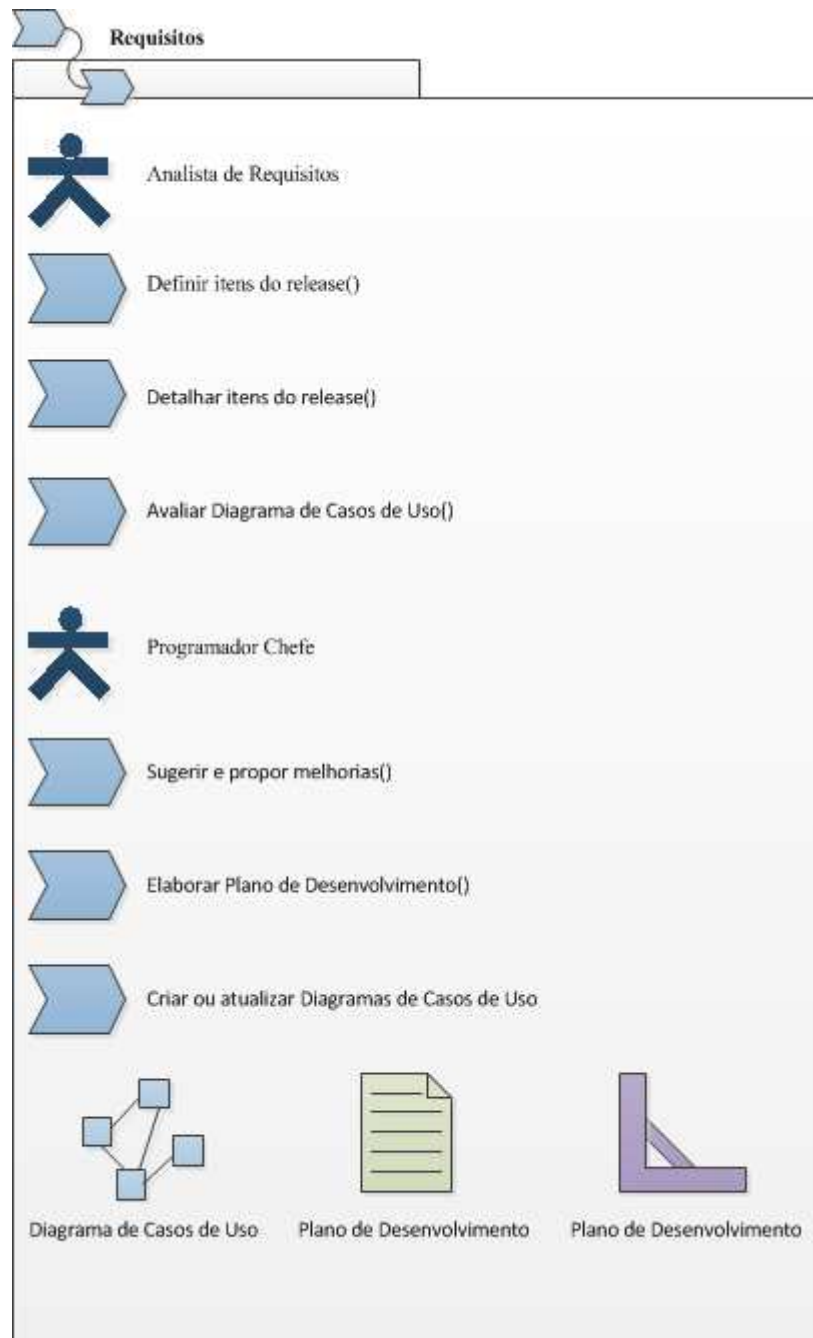 Requisitos
Analista de Requisitos
Definir itens do release()
Detalhar itens do release()
Avaliar Diagrama de Casos de Uso()
Programador Chefe
Sugerir e propor melhorias()
Elaborar Plano de Desenvolvimento()
Criar ou atualizar Diagramas de Casos de Uso
Diagrama de Casos de Uso
Plano de Desenvolvimento
Plano de Desenvolvimento